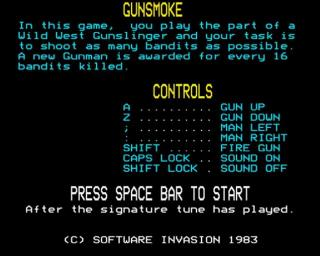 GUNSMOKE
In this game, you play the part of a
Wild West Gunslinger and your task is
to shoot as many bandits as possible.
A new Gunman is awarded for every 16
bandits killed.
CONTROLS
A .......... GUN UP
Z .......... GUN DOWN
; .......... MAN LEFT
: .......... MAN RIGHT
SHIFT ...... FIRE GUN
CAPS LOCK .. SOUND ON
SHIFT LOCK . SOUND OFF
PRESS SPACE BAR TO START
After the signature tune has played.
(C) SOFTWARE INVASION 1983